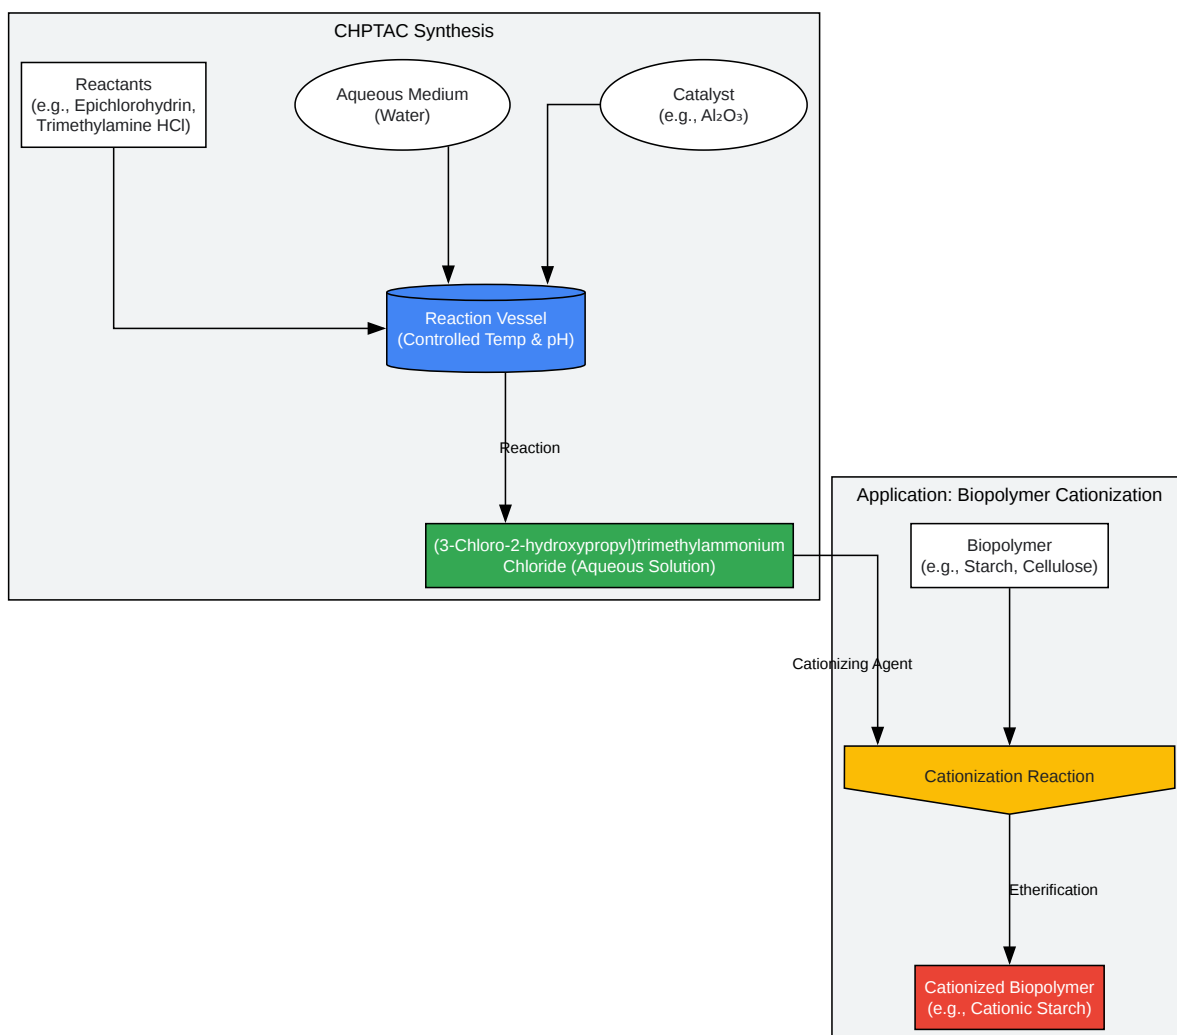 CHPTAC Synthesis
Reactants
(e.g., Epichlorohydrin,
Trimethylamine HCl)
Aqueous Medium
(Water)
Catalyst
(e.g., Al₂O₃)
Reaction Vessel
(Controlled Temp & pH)
Reaction
(3-Chloro-2-hydroxypropyl)trimethylammonium
Chloride (Aqueous Solution)
Application: Biopolymer Cationization
Biopolymer
(e.g., Starch, Cellulose)
Cationizing Agent
Cationization Reaction
Etherification
Cationized Biopolymer
(e.g., Cationic Starch)